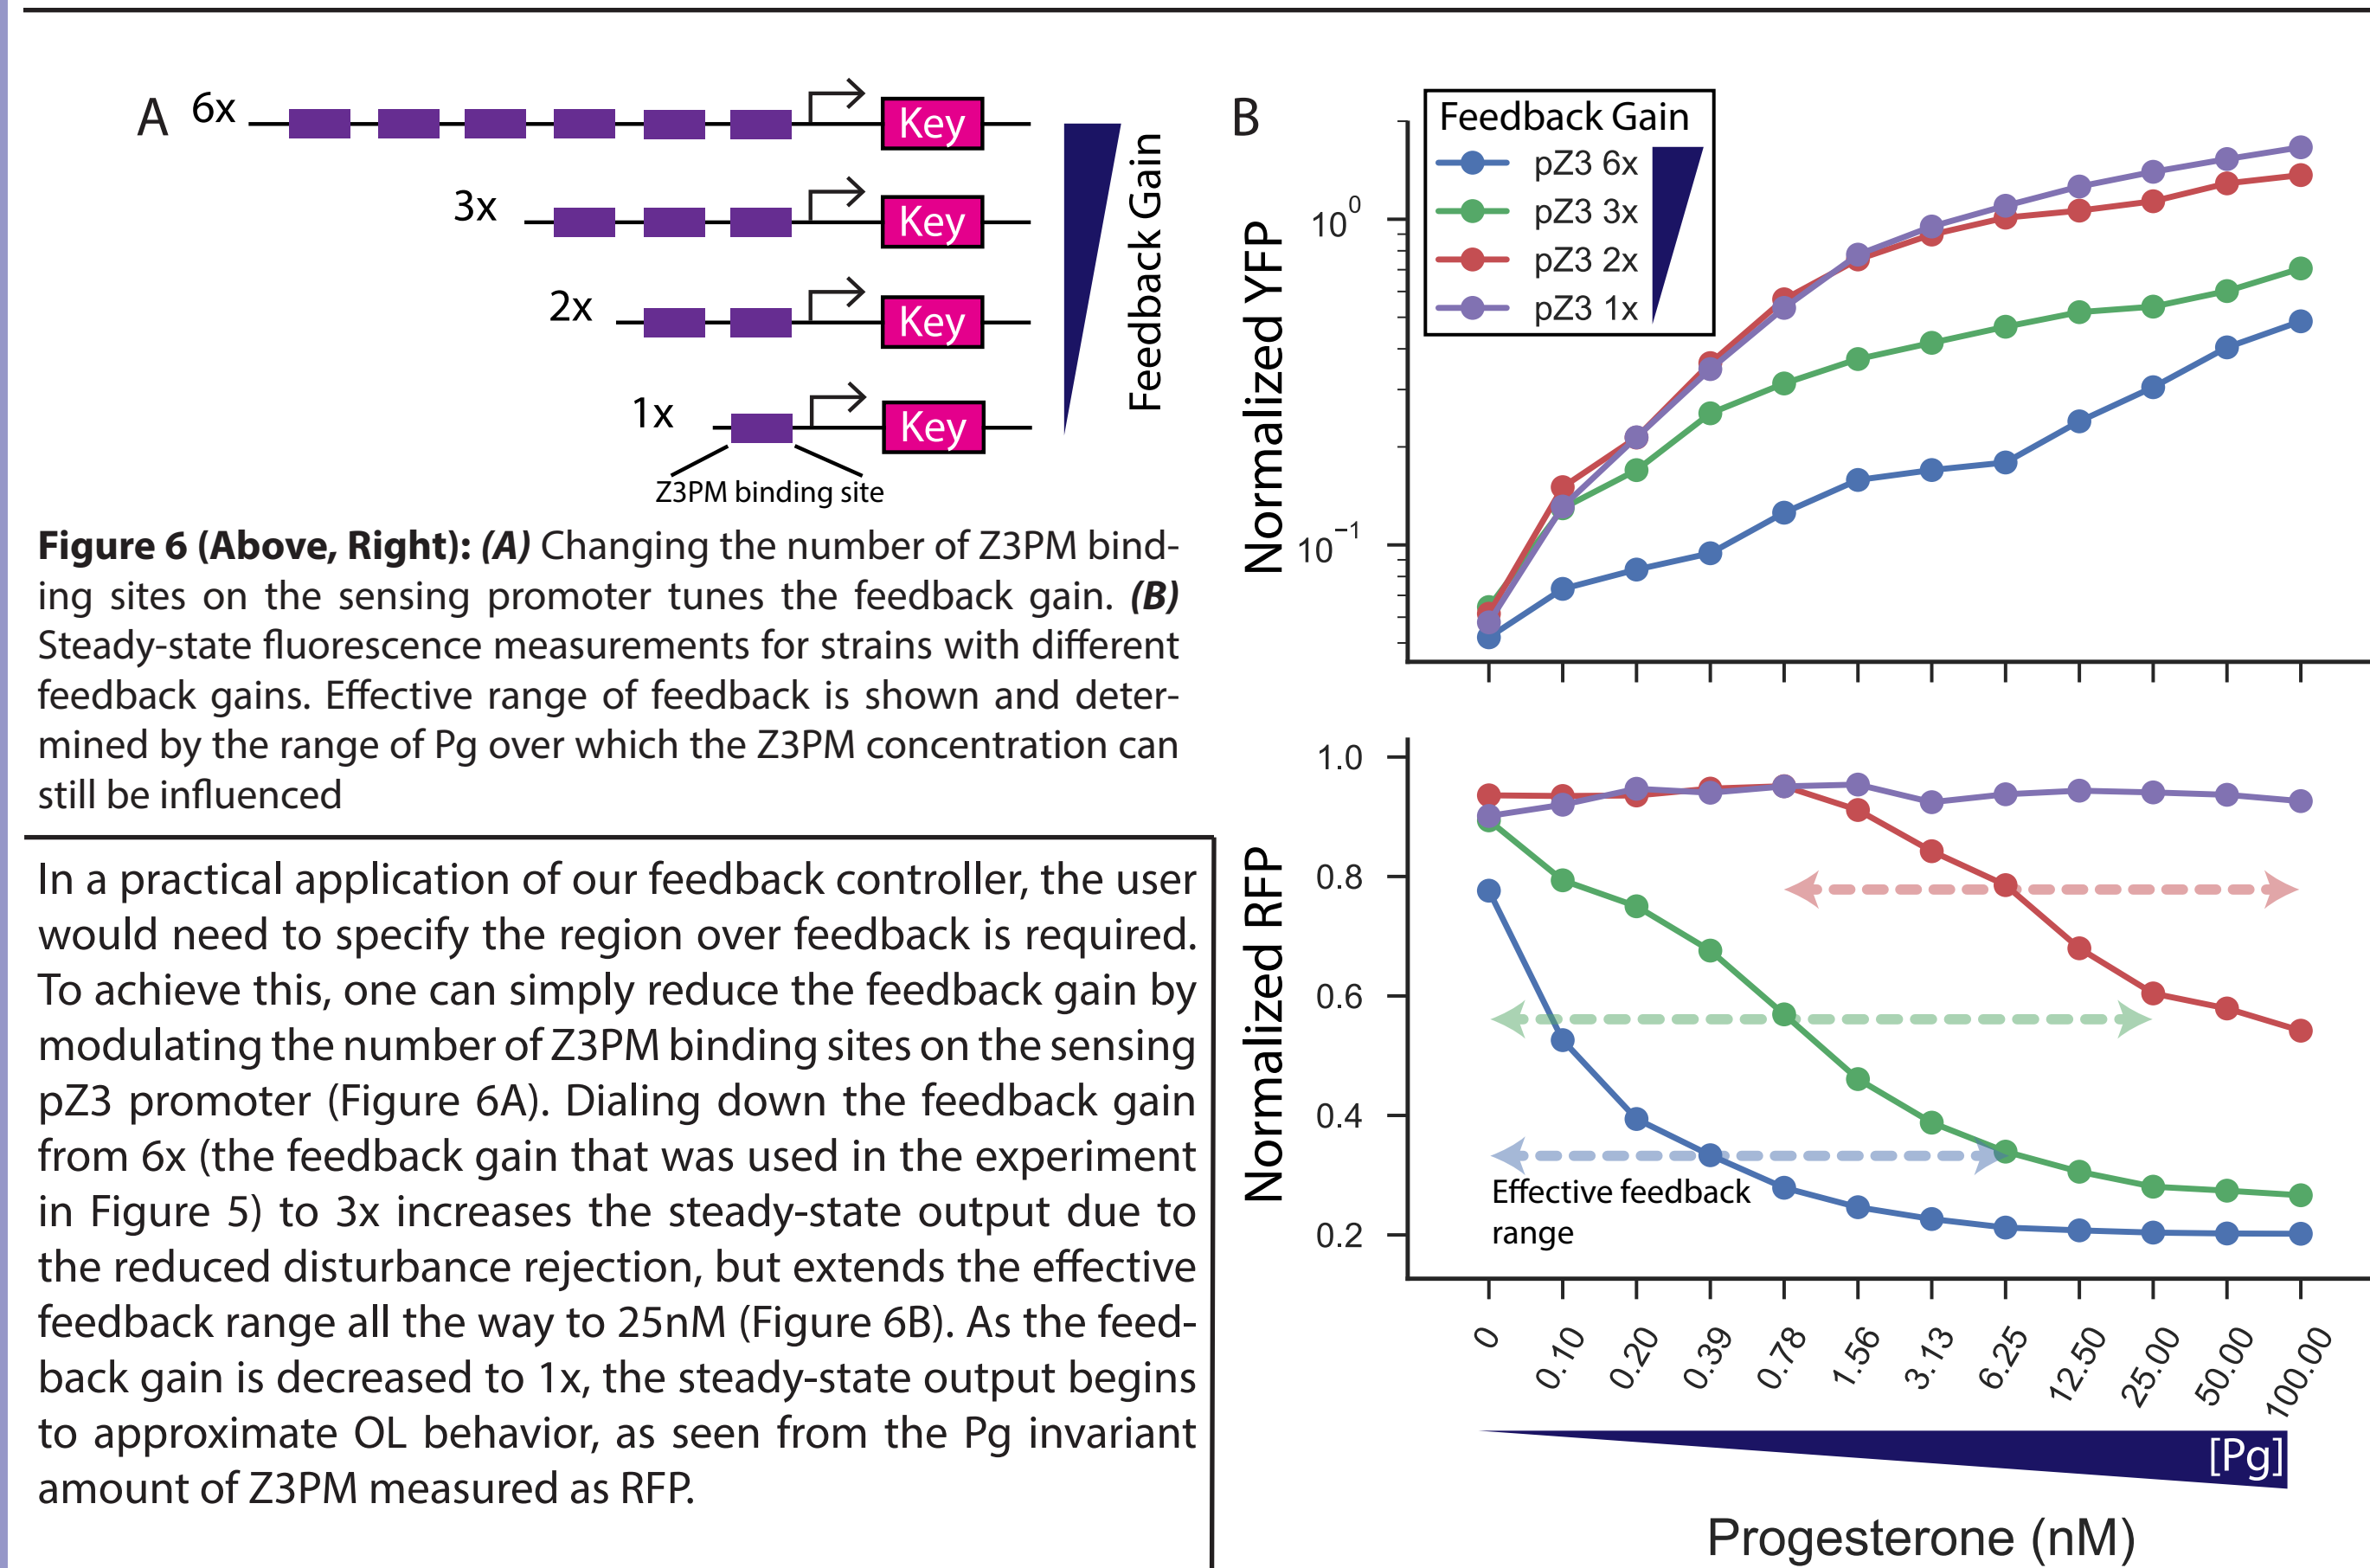 A
6x
Key
3x
Key
2x
Key
1x
Key
Z3PM binding site
Feedback Gain
Figure 6 (Above, Right): (A) Changing the number of Z3PM bind-
ing sites on the sensing promoter tunes the feedback gain. (B)
Steady-state fluorescence measurements for strains with different
feedback gains. Effective range of feedback is shown and deter-
mined by the range of Pg over which the Z3PM concentration can
still be influenced
In a practical application of our feedback controller, the user
would need to specify the region over feedback is required.
To achieve this, one can simply reduce the feedback gain by
modulating the number of Z3PM binding sites on the sensing
pZ3 promoter (Figure 6A). Dialing down the feedback gain
from 6x (the feedback gain that was used in the experiment
in Figure 5) to 3x increases the steady-state output due to
the reduced disturbance rejection, but extends the effective
feedback range all the way to 25nM (Figure 6B). As the feed-
back gain is decreased to 1x, the steady-state output begins
to approximate OL behavior, as seen from the Pg invariant
amount of Z3PM measured as RFP.
B
Feedback Gain
pZ3 6x
pZ3 3x
pZ3 2x
pZ3 1x
Normalized YFP
10^0
10^−1
Normalized RFP
1.0
0.8
0.6
0.4
0.2
Effective feedback
range
0 0.10 0.20 0.39 0.78 1.56 3.13 6.25 12.50 25.00 50.00 100.00
[Pg]
Progesterone (nM)